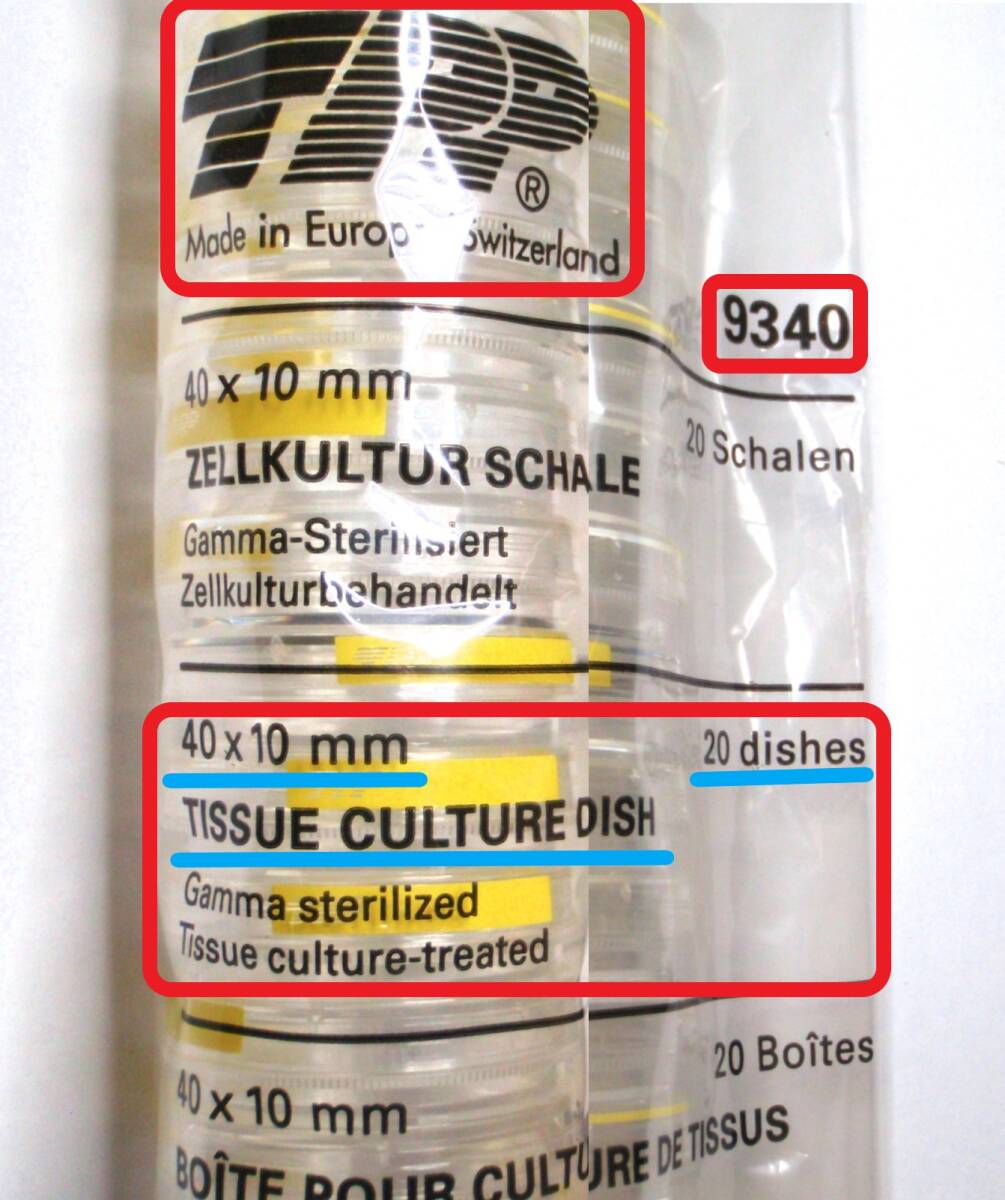 TPP®
Made in Europe Switzerland
9340
40 x 10 mm
20 Schalen
ZELLKULTUR SCHALE
Gamma-Sterilisiert
Zellkulturbehandelt
40 x 10 mm
20 dishes
TISSUE CULTURE DISH
Gamma sterilized
Tissue culture-treated
20 Boîtes
40 x 10 mm
BOÎTE POUR CULTURE DE TISSUS